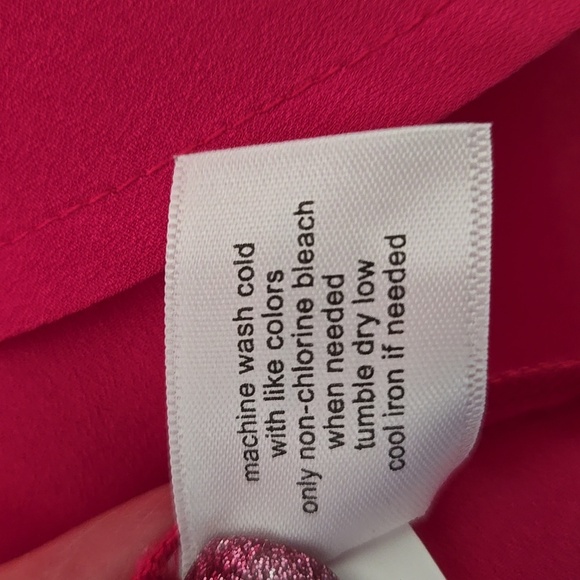 machine wash cold
with like colors
only non-chlorine bleach
when needed
tumble dry low
cool iron if needed